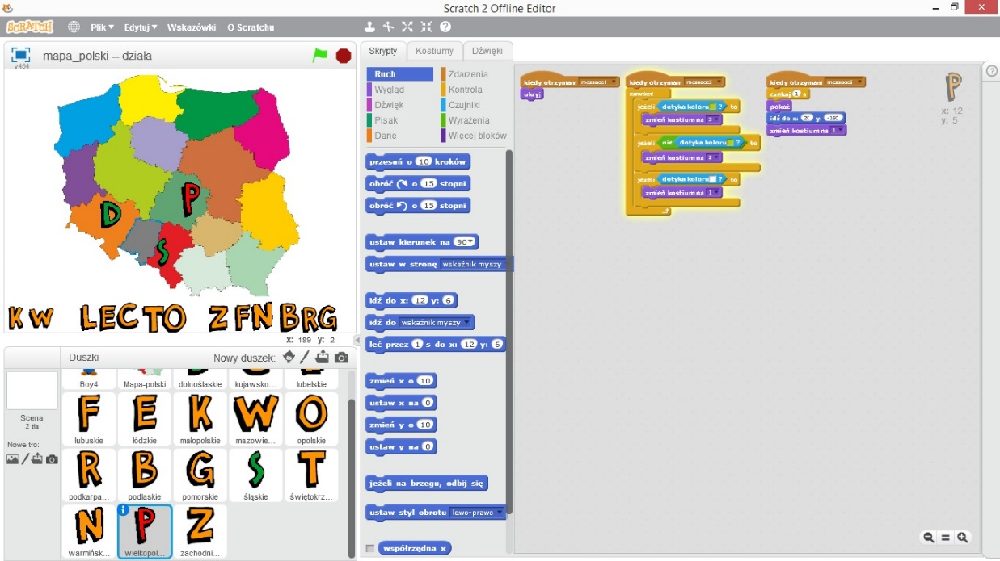 Scratch 2 Offline Editor
SCRATCH Plik Edytuj Wskazówki O Scratchu
v454 mapa_polski -- działa
D P
S
K W L E C T O Z F N B R G
x: 189 y: 2
Duszki Nowy duszek:
Scena
2 tła
Nowe tło:
Boy4 Mapa-polski dolnośląskie kujawsko... lubelskie
F E K W O
lubuskie łódzkie małopolskie mazowie... opolskie
R B G S T
podkarpa... podlaskie pomorskie śląskie świętokrz...
N P Z
warmińsk... wielkopol... zachodni...
Skrypty Kostiumy Dźwięki
Ruch Zdarzenia
Wygląd Kontrola
Dźwięk Czujniki
Pisak Wyrażenia
Dane Więcej bloków
przesuń o 10 kroków
obróć o 15 stopni
obróć o 15 stopni
ustaw kierunek na 90
ustaw w stronę wskaźnik myszy
idź do x: 12 y: 6
idź do wskaźnik myszy
leć przez 1 s do x: 12 y: 6
zmień x o 10
ustaw x na 0
zmień y o 10
ustaw y na 0
jeżeli na brzegu, odbij się
ustaw styl obrotu lewo-prawo
współrzędna x
kiedy otrzymam message1
ukryj
kiedy otrzymam message2
zawsze
jeżeli dotyka koloru ? to
zmień kostium na 3
jeżeli nie dotyka koloru ? to
zmień kostium na 2
jeżeli dotyka koloru ? to
zmień kostium na 1
kiedy otrzymam message2
czekaj 1 s
pokaż
idź do x: y: -160
zmień kostium na 1
P
x: 12
y: 5